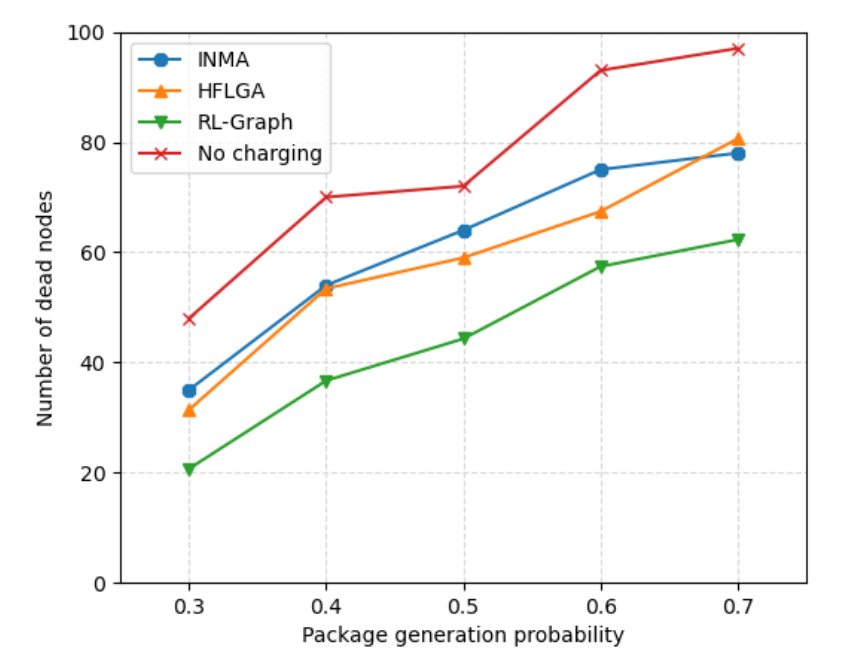 INMA
HFLGA
RL-Graph
No charging
100
80
60
40
20
0
Number of dead nodes
0.3 0.4 0.5 0.6 0.7
Package generation probability